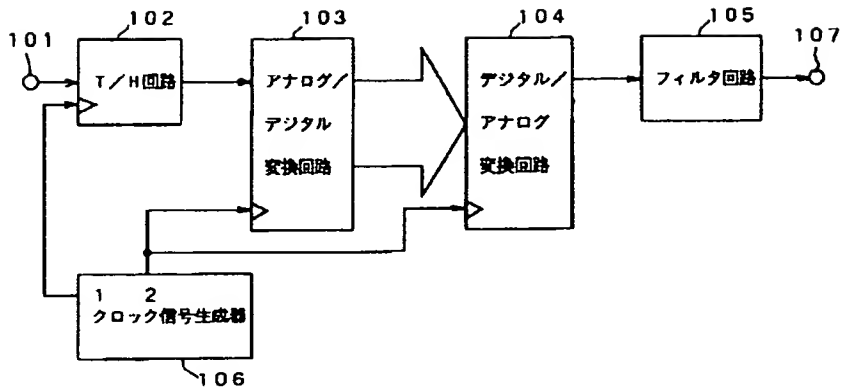 101
102
103
104
105
107
T/H回路
アナログ/
デジタル
変換回路
デジタル/
アナログ
変換回路
フィルタ回路
1 2
クロック信号生成器
106